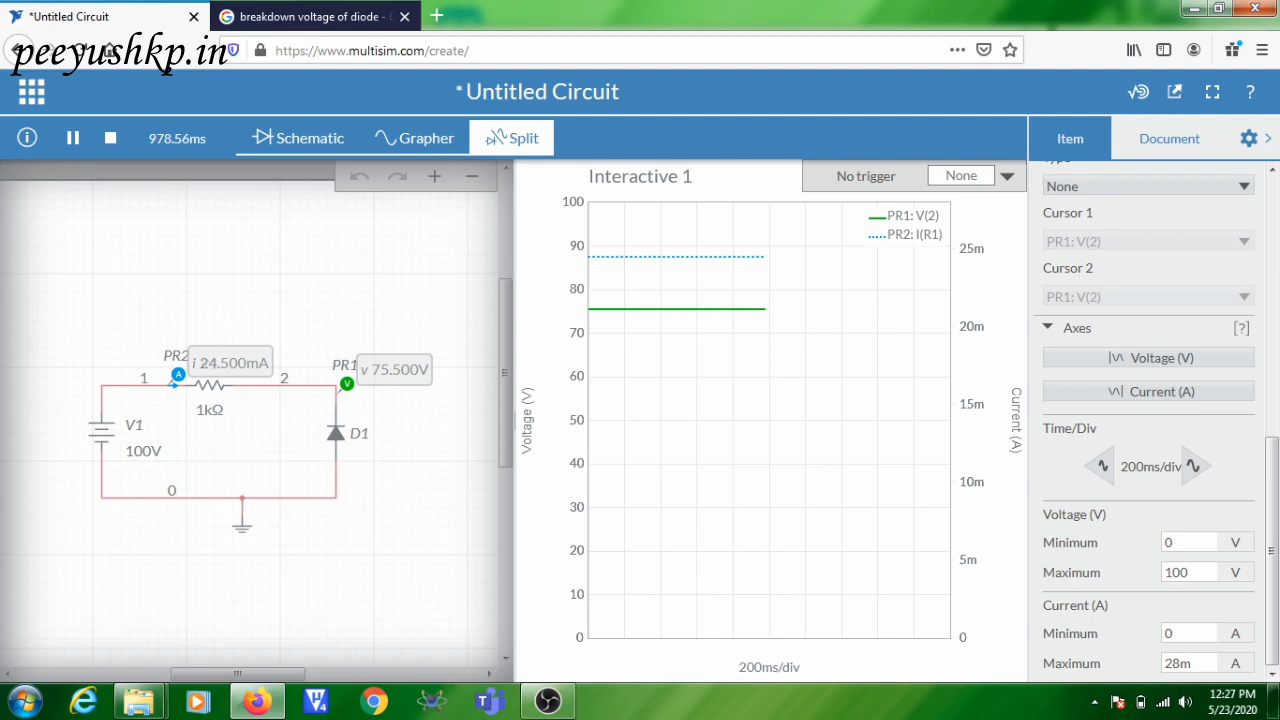 *Untitled Circuit
breakdown voltage of diode -
peeyushkp.in
https://www.multisim.com/create/
*Untitled Circuit
?
978.56ms
Schematic
Grapher
Split
Item
Document
Interactive 1
No trigger
None
None
Cursor 1
PR1: V(2)
Cursor 2
PR1: V(2)
Axes
[?]
Voltage (V)
Current (A)
Time/Div
200ms/div
Voltage (V)
Minimum
0
V
Maximum
100
V
Current (A)
Minimum
0
A
Maximum
28m
A
PR1: V(2)
PR2: I(R1)
100
90
80
70
60
50
40
30
20
10
0
Voltage (V)
25m
20m
15m
10m
5m
0
Current (A)
200ms/div
PR2
A
i 24.500mA
PR1
V
v 75.500V
1
2
1kΩ
V1
100V
D1
0
12:27 PM
5/23/2020